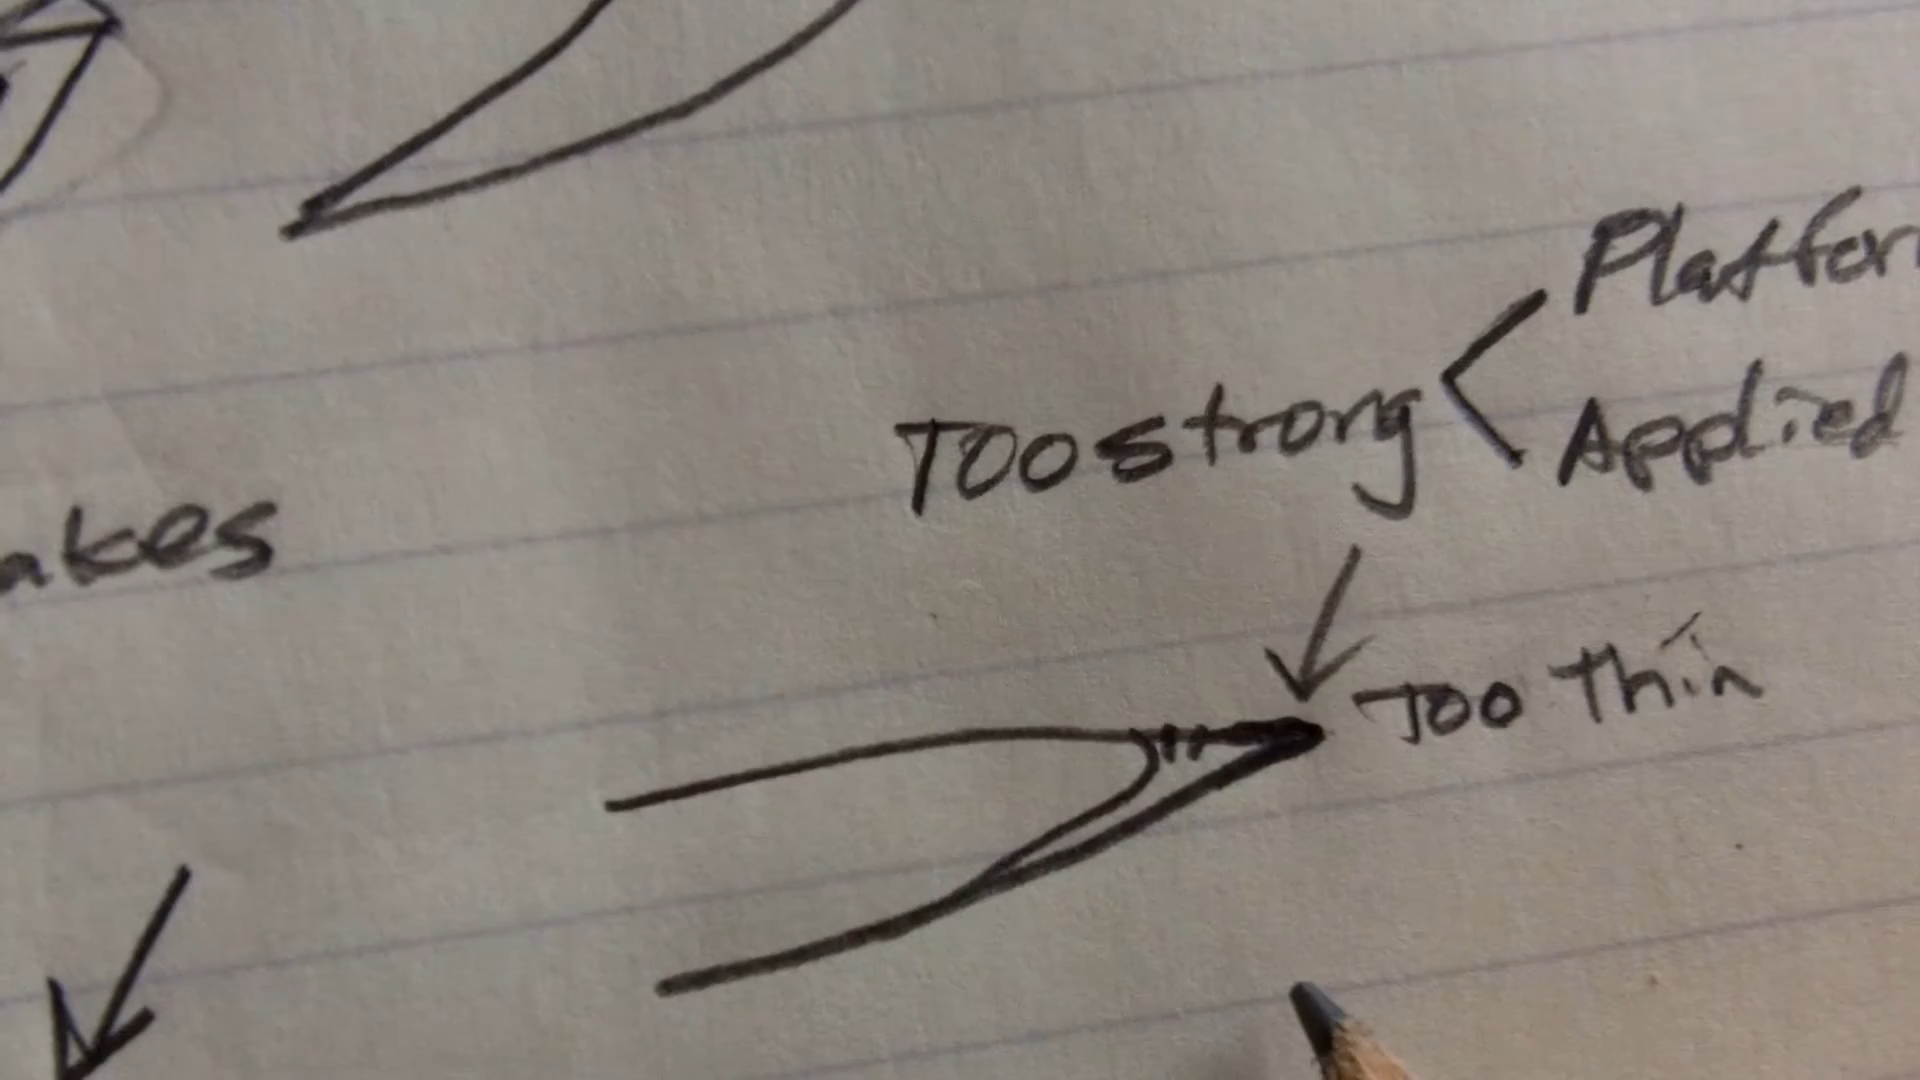 Platfor
Too strong <
Applied
akes
Too Thin